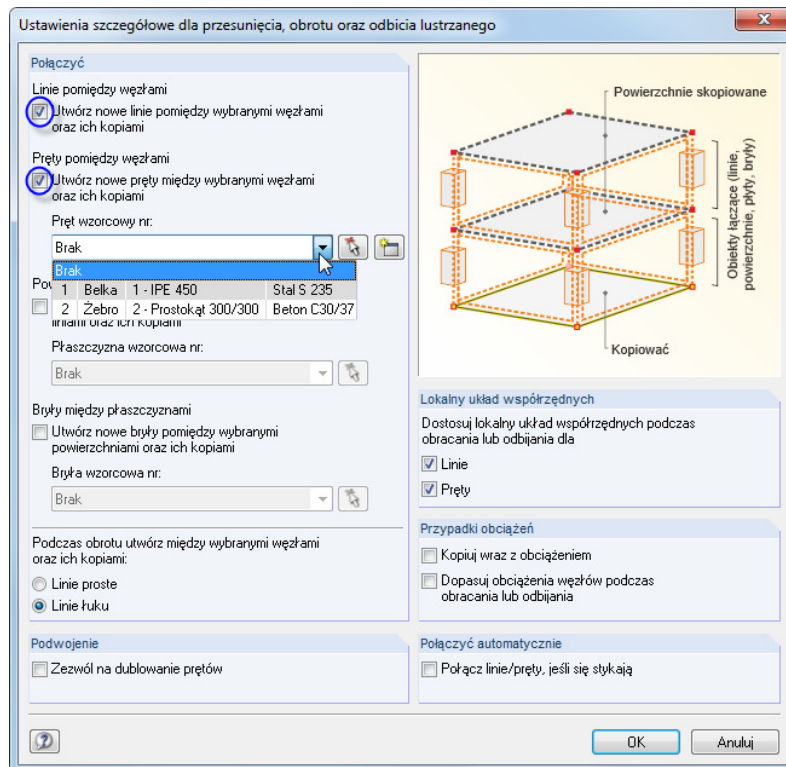 Ustawienia szczegółowe dla przesunięcia, obrotu oraz odbicia lustrzanego
Połączyć
Linie pomiędzy węzłami
Utwórz nowe linie pomiędzy wybranymi węzłami
oraz ich kopiami
Pręty pomiędzy węzłami
Utwórz nowe pręty między wybranymi węzłami
oraz ich kopiami
Pręt wzorcowy nr:
Brak
Brak
1 Belka 1 - IPE 450 Stal S 235
2 Żebro 2 - Prostokąt 300/300 Beton C30/37
liniami oraz ich kopiami
Płaszczyzna wzorcowa nr:
Brak
Bryły między płaszczyznami
Utwórz nowe bryły pomiędzy wybranymi
powierzchniami oraz ich kopiami
Bryła wzorcowa nr:
Brak
Podczas obrotu utwórz między wybranymi węzłami
oraz ich kopiami:
Linie proste
Linie łuku
Podwojenie
Zezwól na dublowanie prętów
Powierzchnie skopiowane
Obiekty łączące (linie,
powierzchnie, płyty, bryły)
Kopiować
Lokalny układ współrzędnych
Dostosuj lokalny układ współrzędnych podczas
obracania lub odbijania dla
Linie
Pręty
Przypadki obciążeń
Kopiuj wraz z obciążeniem
Dopasuj obciążenia węzłów podczas
obracania lub odbijania
Połączyć automatycznie
Połącz linie/pręty, jeśli się stykają
OK
Anuluj